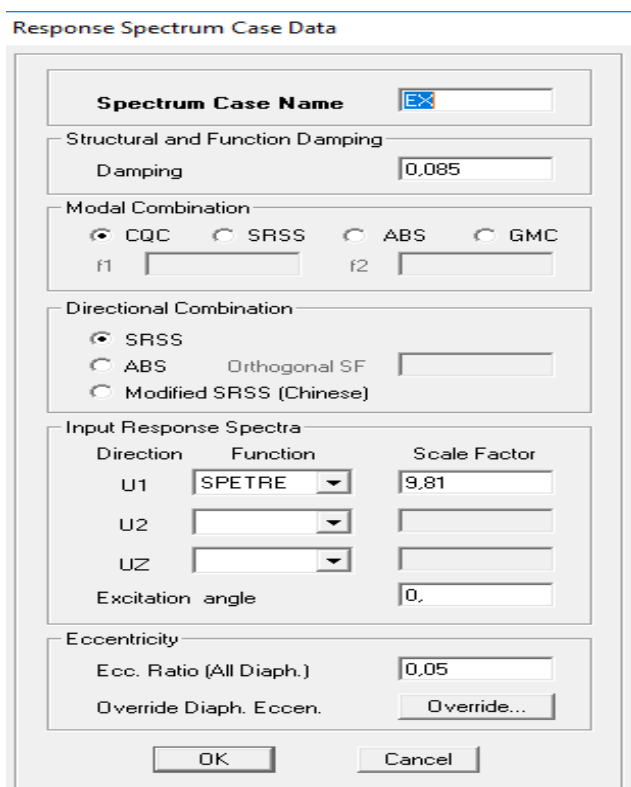 Response Spectrum Case Data
Spectrum Case Name EX
Structural and Function Damping
Damping 0,085
Modal Combination
CQC SRSS ABS GMC
f1 f2
Directional Combination
SRSS
ABS Orthogonal SF
Modified SRSS (Chinese)
Input Response Spectra
Direction Function Scale Factor
U1 SPETRE 9,81
U2
UZ
Excitation angle 0,
Eccentricity
Ecc. Ratio (All Diaph.) 0,05
Override Diaph. Eccen. Override...
OK Cancel